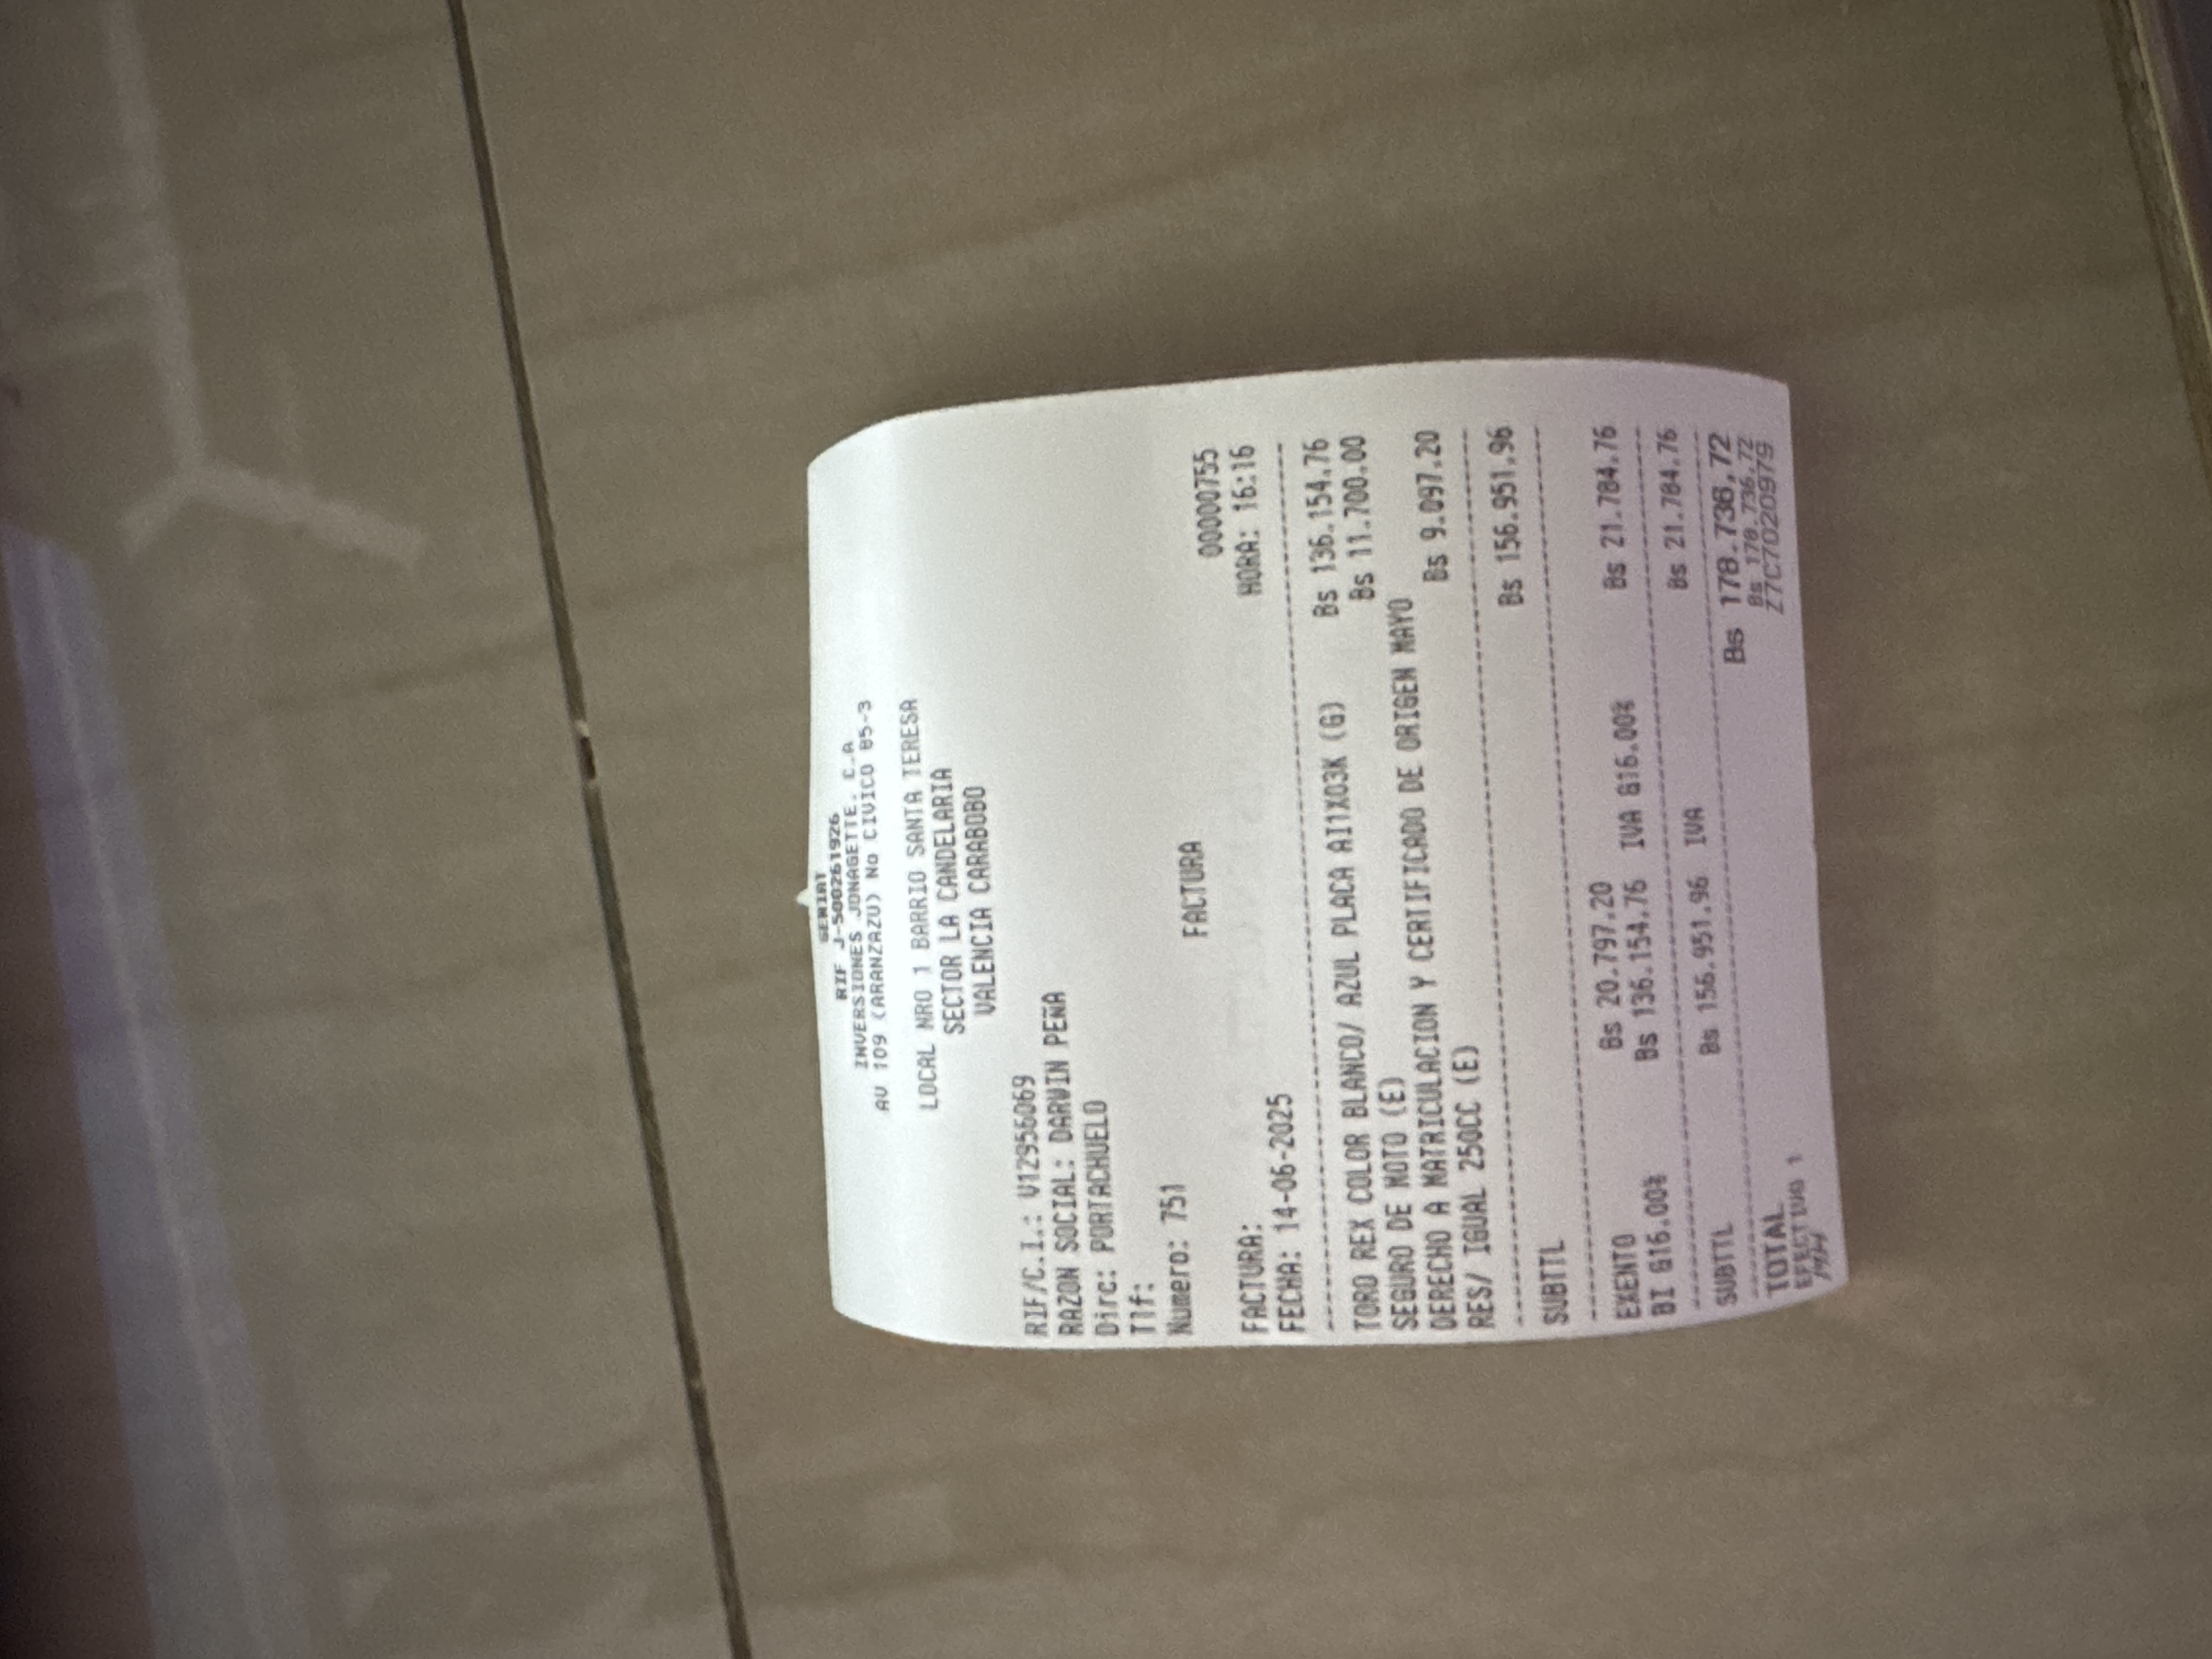 SENIAT
RIF J-500261926
INVERSIONES JONAGETTE. C.A
AV 109 (ARANZAZU) No CIVICO 85-3
LOCAL NRO 1 BARRIO SANTA TERESA
SECTOR LA CANDELARIA
VALENCIA CARABOBO
RIF/C.I.: V12956069
RAZON SOCIAL: DARWIN PEÑA
Dirc: PORTACHUELO
Tlf:
Numero: 751
FACTURA
FACTURA: 00000755
FECHA: 14-06-2025 HORA: 16:16
TORO REX COLOR BLANCO/ AZUL PLACA AI1X03K (G) Bs 136.154,76
SEGURO DE MOTO (E) Bs 11.700,00
DERECHO A MATRICULACION Y CERTIFICADO DE ORIGEN MAYO
RES/ IGUAL 250CC (E) Bs 9.097,20
SUBTTL Bs 156.951,96
EXENTO Bs 20.797,20
BI G16.00% Bs 136.154,76 IVA G16.00% Bs 21.784,76
SUBTTL Bs 156.951,96 IVA Bs 21.784,76
TOTAL Bs 178.736,72
EFECTIVO 1 Bs 178.736,72
Z7C7020979